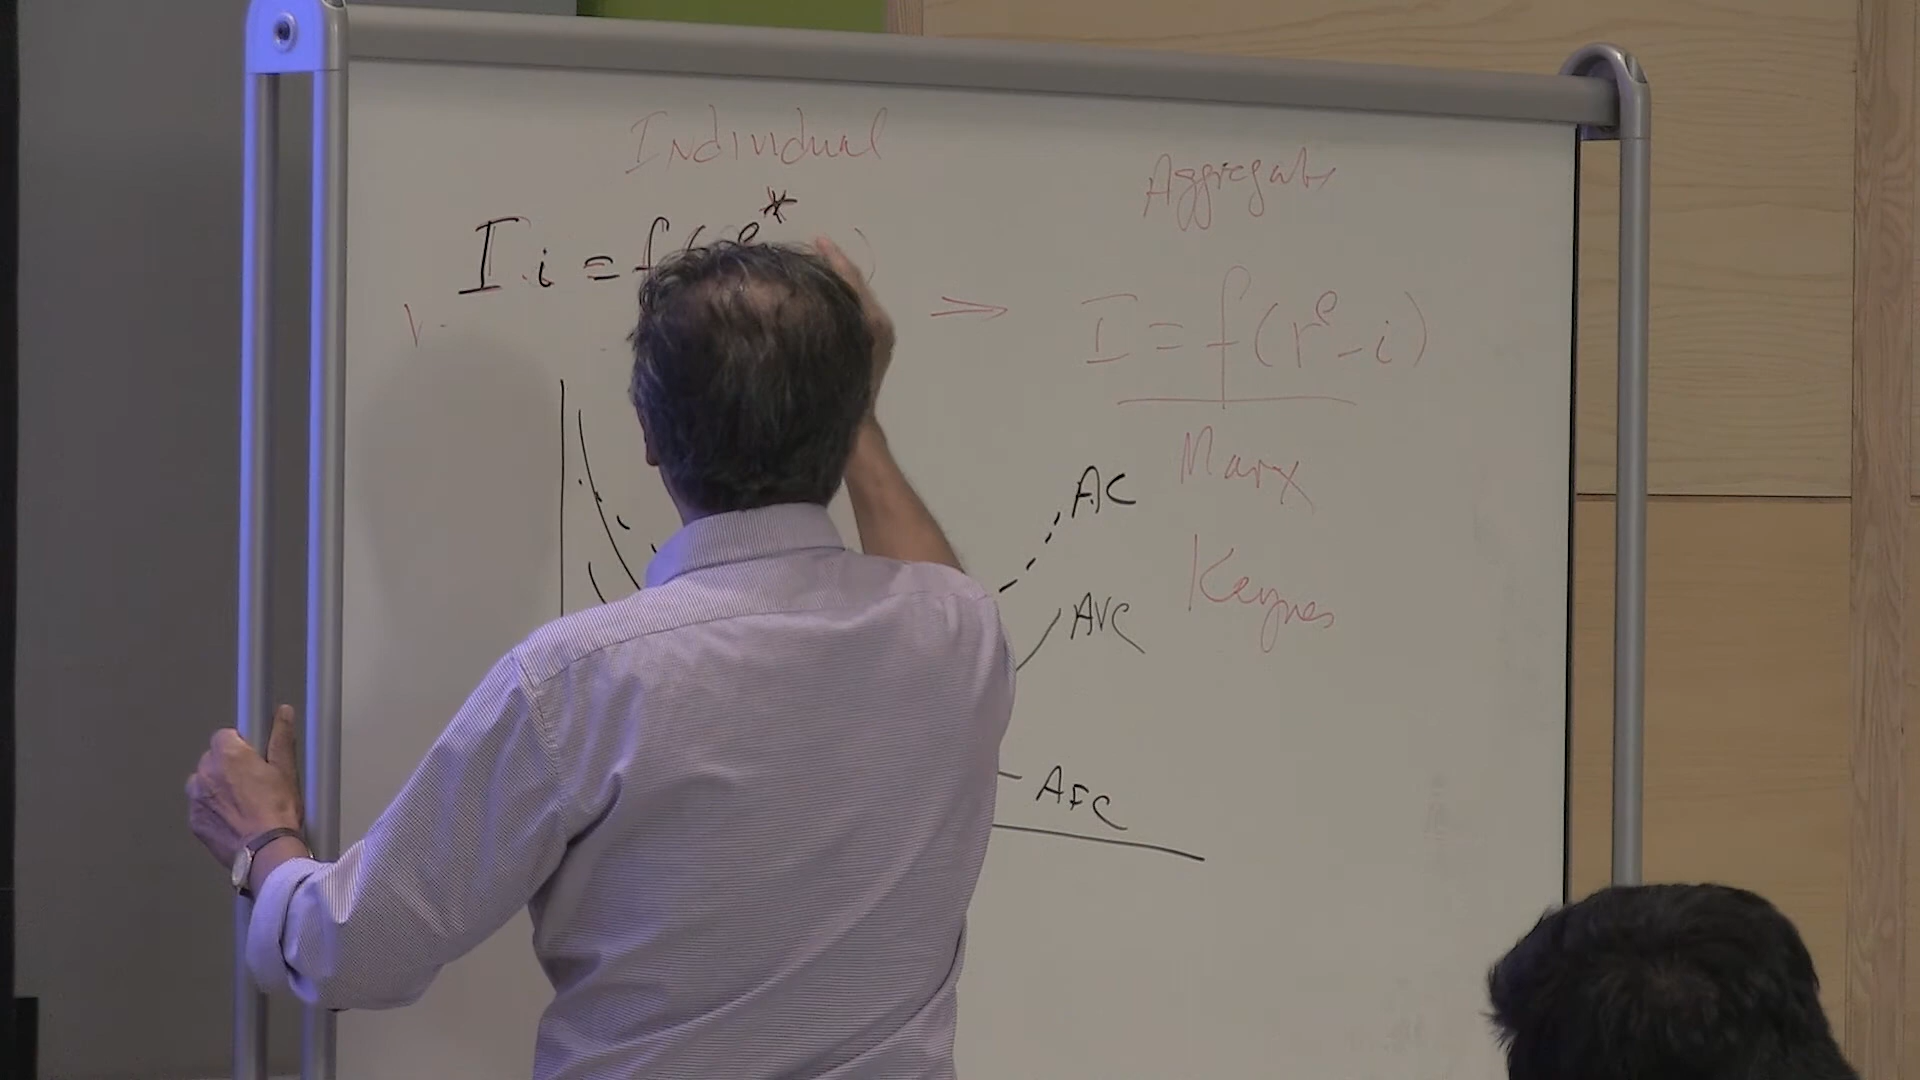 Individual
Aggregate
I i = f( e*
→
I = f(r^e - i)
Marx
Keynes
AC
AVC
AFC